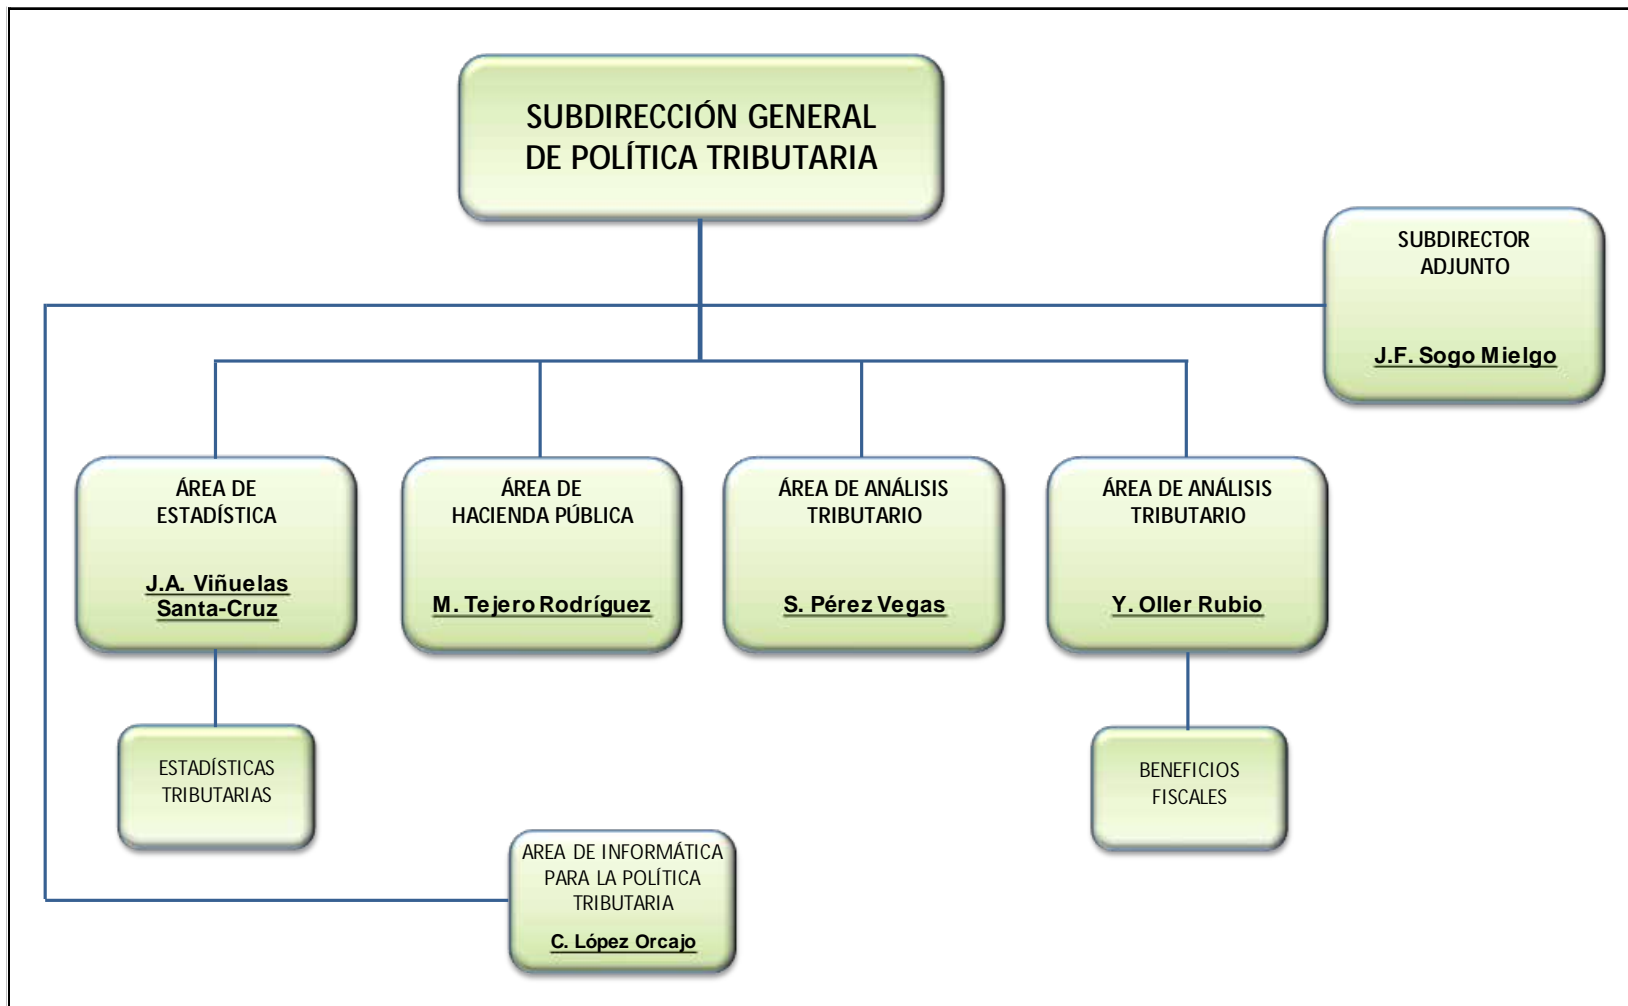 SUBDIRECCIÓN GENERAL
DE POLÍTICA TRIBUTARIA
SUBDIRECTOR
ADJUNTO
J.F. Sogo Mielgo
ÁREA DE
ESTADÍSTICA
J.A. Viñuelas
Santa-Cruz
ÁREA DE
HACIENDA PÚBLICA
M. Tejero Rodríguez
ÁREA DE ANÁLISIS
TRIBUTARIO
S. Pérez Vegas
ÁREA DE ANÁLISIS
TRIBUTARIO
Y. Oller Rubio
ESTADÍSTICAS
TRIBUTARIAS
BENEFICIOS
FISCALES
AREA DE INFORMÁTICA
PARA LA POLÍTICA
TRIBUTARIA
C. López Orcajo